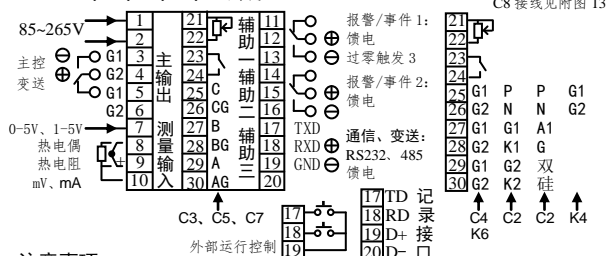 C8 接线见附图 13
85~265V 1 21 11 报警/事件 1: 21
2 22 辅 12 馈电 22
主控 G1 3 主 23 助 13 过零触发 3 23
变送 G2 4 输 24 一 14 报警/事件 2: 24
G1 5 出 25 C 辅 15 馈电 25 G1 P P G1
G2 6 26 CG 助 16 26 G2 N N G2
0-5V、1-5V 7 测 27 B 二 17 TXD 通信、变送: 27 G1 G1 A1
热电偶 8 量 28 BG 辅 18 RXD RS232、485 28 G2 K1 G
热电阻 9 输 29 A 助 19 GND 馈电 29 G1 G2 双
mV、mA 10 入 30 AG 三 20 30 G2 K2 硅
C3、C5、C7 17 17 TD 记 C4 C2 C2 K4
18 18 RD 录 K6
外部运行控制 19 19 D+ 接
20 D- 口
注意事项